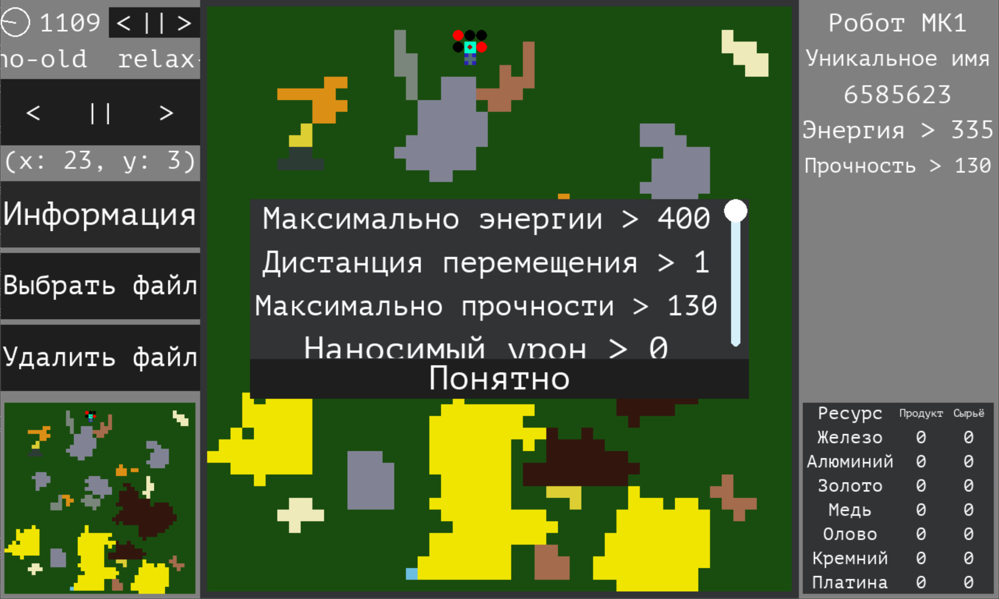 1109 < || >
no-old relax-
< || >
(x: 23, y: 3)
Информация
Выбрать файл
Удалить файл
Максимально энергии > 400
Дистанция перемещения > 1
Максимально прочности > 130
Наносимый урон > 0
Понятно
Робот МК1
Уникальное имя
6585623
Энергия > 335
Прочность > 130
Ресурс Продукт Сырьё
Железо 0 0
Алюминий 0 0
Золото 0 0
Медь 0 0
Олово 0 0
Кремний 0 0
Платина 0 0